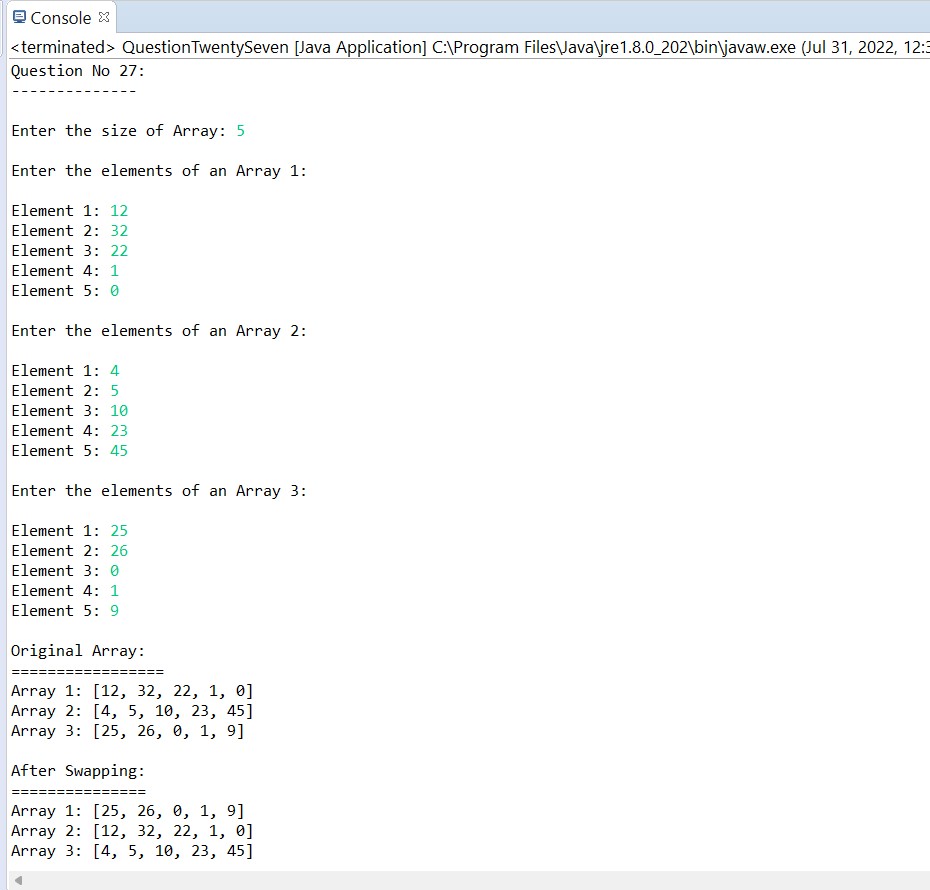 Console
<terminated> QuestionTwentySeven [Java Application] C:\Program Files\Java\jre1.8.0_202\bin\javaw.exe (Jul 31, 2022, 12:3
Question No 27:
--------------
Enter the size of Array: 5
Enter the elements of an Array 1:
Element 1: 12
Element 2: 32
Element 3: 22
Element 4: 1
Element 5: 0
Enter the elements of an Array 2:
Element 1: 4
Element 2: 5
Element 3: 10
Element 4: 23
Element 5: 45
Enter the elements of an Array 3:
Element 1: 25
Element 2: 26
Element 3: 0
Element 4: 1
Element 5: 9
Original Array:
=================
Array 1: [12, 32, 22, 1, 0]
Array 2: [4, 5, 10, 23, 45]
Array 3: [25, 26, 0, 1, 9]
After Swapping:
===============
Array 1: [25, 26, 0, 1, 9]
Array 2: [12, 32, 22, 1, 0]
Array 3: [4, 5, 10, 23, 45]